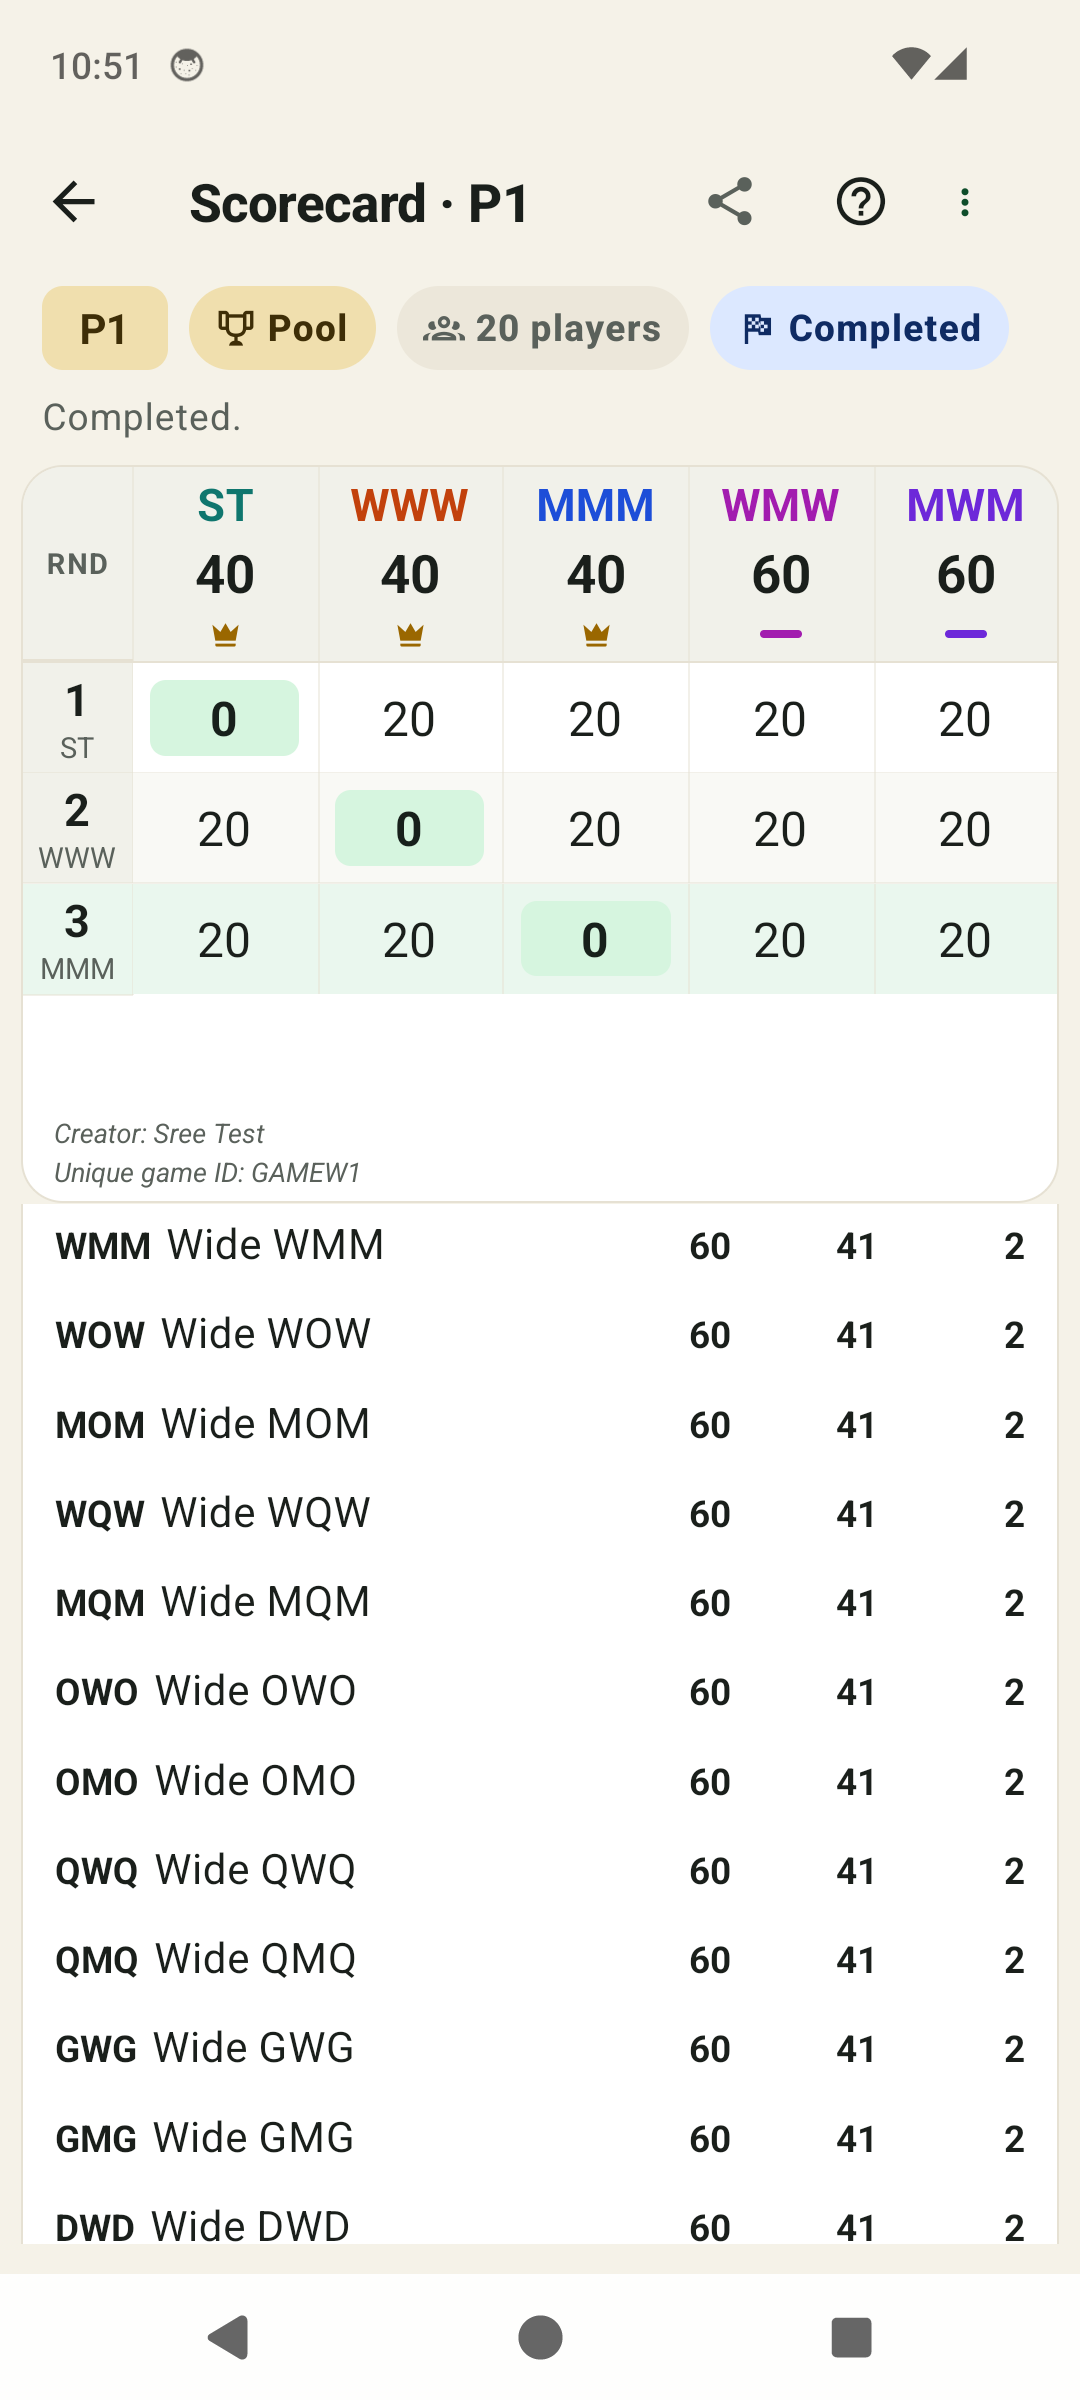 10:51
Scorecard · P1
P1 Pool 20 players Completed
Completed.
RND ST WWW MMM WMW MWM
40 40 40 60 60
1 ST 0 20 20 20 20
2 WWW 20 0 20 20 20
3 MMM 20 20 0 20 20
Creator: Sree Test
Unique game ID: GAMEW1
WMM Wide WMM 60 41 2
WOW Wide WOW 60 41 2
MOM Wide MOM 60 41 2
WQW Wide WQW 60 41 2
MQM Wide MQM 60 41 2
OWO Wide OWO 60 41 2
OMO Wide OMO 60 41 2
QWQ Wide QWQ 60 41 2
QMQ Wide QMQ 60 41 2
GWG Wide GWG 60 41 2
GMG Wide GMG 60 41 2
DWD Wide DWD 60 41 2